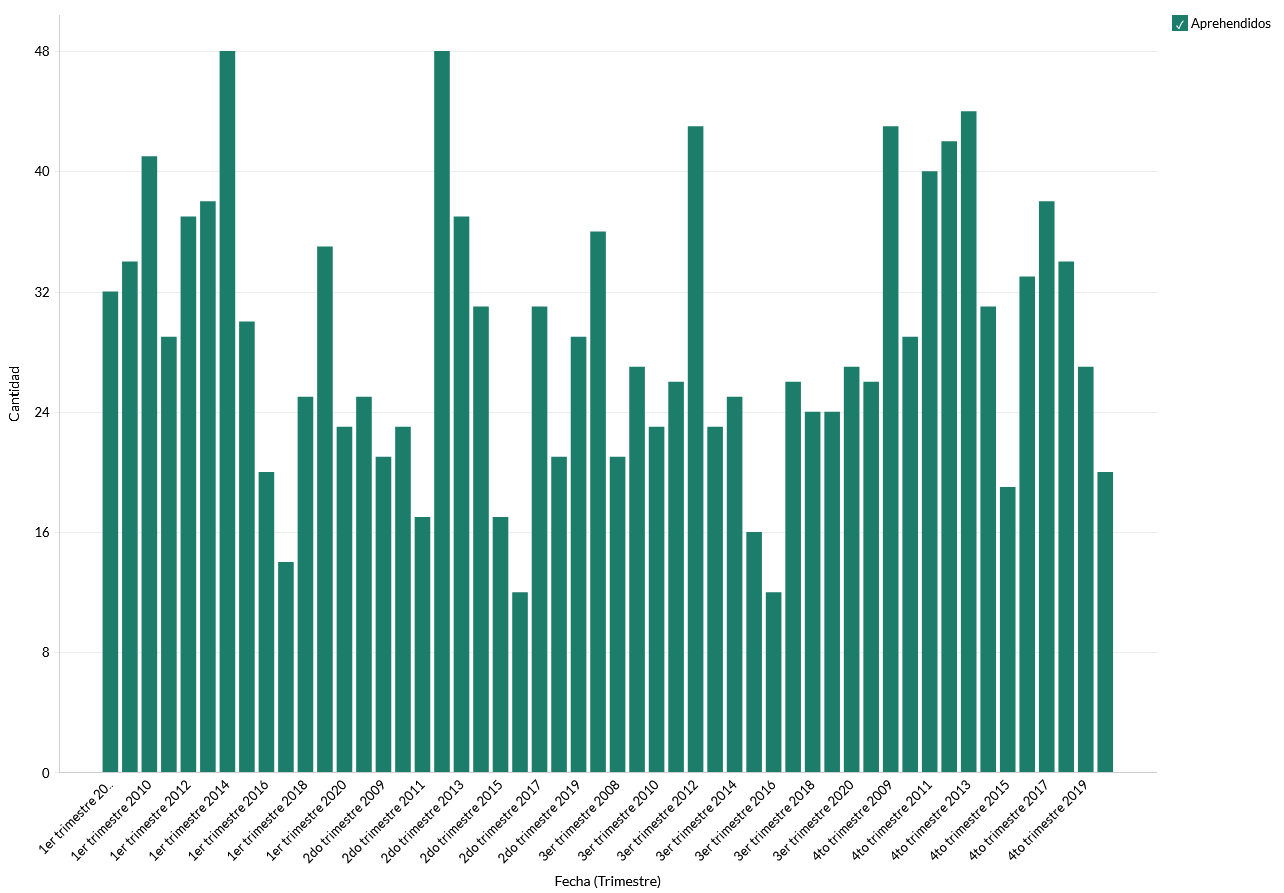 Aprehendidos
48
40
32
24
16
8
0
Cantidad
1er trimestre 20..
1er trimestre 2010
1er trimestre 2012
1er trimestre 2014
1er trimestre 2016
1er trimestre 2018
1er trimestre 2020
2do trimestre 2009
2do trimestre 2011
2do trimestre 2013
2do trimestre 2015
2do trimestre 2017
2do trimestre 2019
3er trimestre 2008
3er trimestre 2010
3er trimestre 2012
3er trimestre 2014
3er trimestre 2016
3er trimestre 2018
3er trimestre 2020
4to trimestre 2009
4to trimestre 2011
4to trimestre 2013
4to trimestre 2015
4to trimestre 2017
4to trimestre 2019
Fecha (Trimestre)